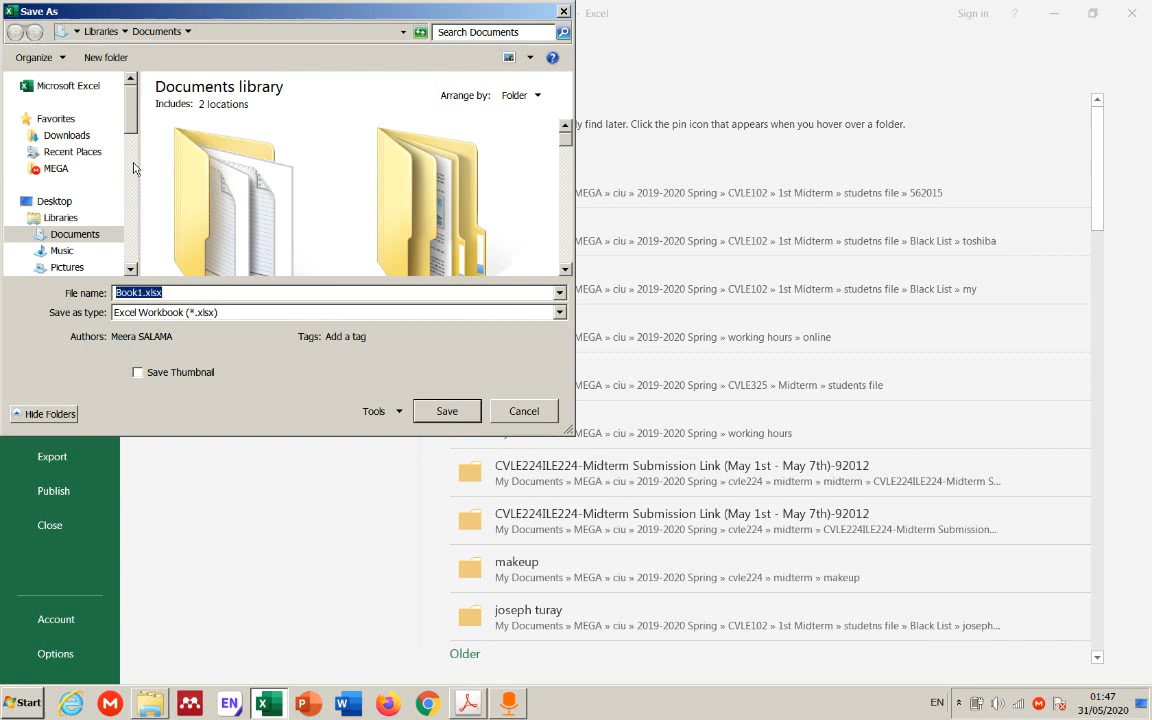 Save As
- Excel
Sign in
?
Libraries
Documents
Search Documents
Organize
New folder
Microsoft Excel
Favorites
Downloads
Recent Places
MEGA
Desktop
Libraries
Documents
Music
Pictures
Documents library
Includes: 2 locations
Arrange by: Folder
File name: Book1.xlsx
Save as type: Excel Workbook (*.xlsx)
Authors: Meera SALAMA
Tags: Add a tag
Save Thumbnail
Hide Folders
Tools
Save
Cancel
find later. Click the pin icon that appears when you hover over a folder.
MEGA » ciu » 2019-2020 Spring » CVLE102 » 1st Midterm » studetns file » 562015
MEGA » ciu » 2019-2020 Spring » CVLE102 » 1st Midterm » studetns file » Black List » toshiba
MEGA » ciu » 2019-2020 Spring » CVLE102 » 1st Midterm » studetns file » Black List » my
MEGA » ciu » 2019-2020 Spring » working hours » online
MEGA » ciu » 2019-2020 Spring » CVLE325 » Midterm » students file
MEGA » ciu » 2019-2020 Spring » working hours
CVLE224ILE224-Midterm Submission Link (May 1st - May 7th)-92012
My Documents » MEGA » ciu » 2019-2020 Spring » cvle224 » midterm » midterm » CVLE224ILE224-Midterm S...
CVLE224ILE224-Midterm Submission Link (May 1st - May 7th)-92012
My Documents » MEGA » ciu » 2019-2020 Spring » cvle224 » midterm » CVLE224ILE224-Midterm Submission...
makeup
My Documents » MEGA » ciu » 2019-2020 Spring » cvle224 » midterm » makeup
joseph turay
My Documents » MEGA » ciu » 2019-2020 Spring » CVLE102 » 1st Midterm » studetns file » Black List » joseph...
Older
Export
Publish
Close
Account
Options
Start
EN
EN
01:47
31/05/2020